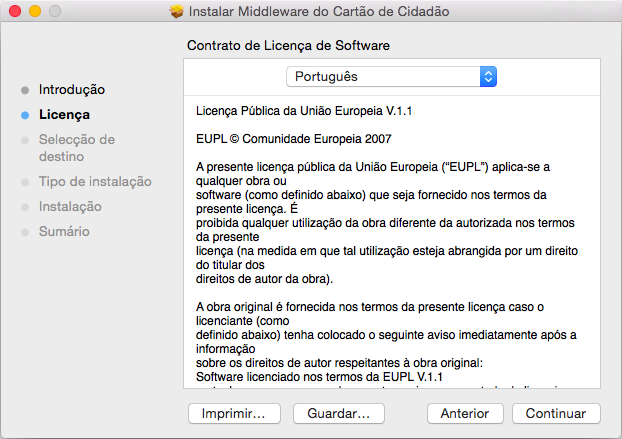 Instalar Middleware do Cartão de Cidadão
Contrato de Licença de Software
Introdução
Licença
Selecção de
destino
Tipo de instalação
Instalação
Sumário
Português
Licença Pública da União Europeia V.1.1
EUPL © Comunidade Europeia 2007
A presente licença pública da União Europeia (“EUPL”) aplica-se a
qualquer obra ou
software (como definido abaixo) que seja fornecido nos termos da
presente licença. É
proibida qualquer utilização da obra diferente da autorizada nos termos
da presente
licença (na medida em que tal utilização esteja abrangida por um direito
do titular dos
direitos de autor da obra).
A obra original é fornecida nos termos da presente licença caso o
licenciante (como
definido abaixo) tenha colocado o seguinte aviso imediatamente após a
informação
sobre os direitos de autor respeitantes à obra original:
Software licenciado nos termos da EUPL V.1.1
Imprimir...
Guardar...
Anterior
Continuar